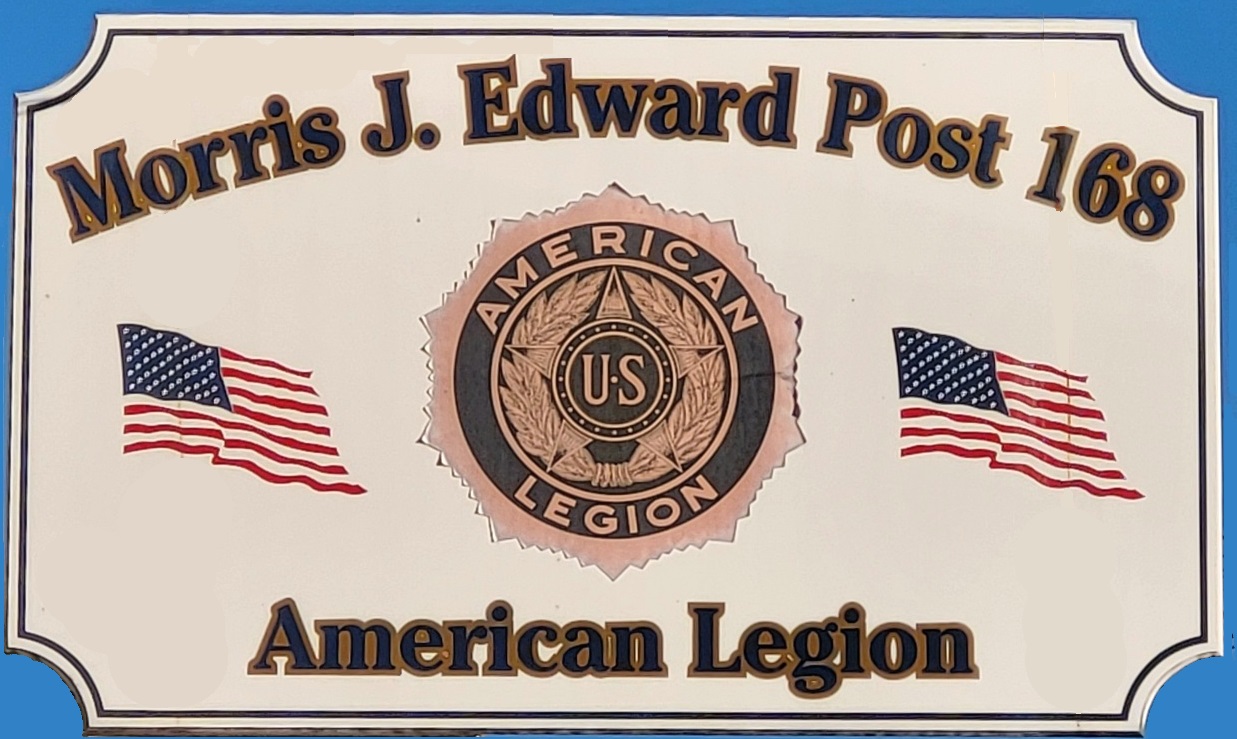 Morris J. Edward Post 168
AMERICAN
U·S
LEGION
American Legion